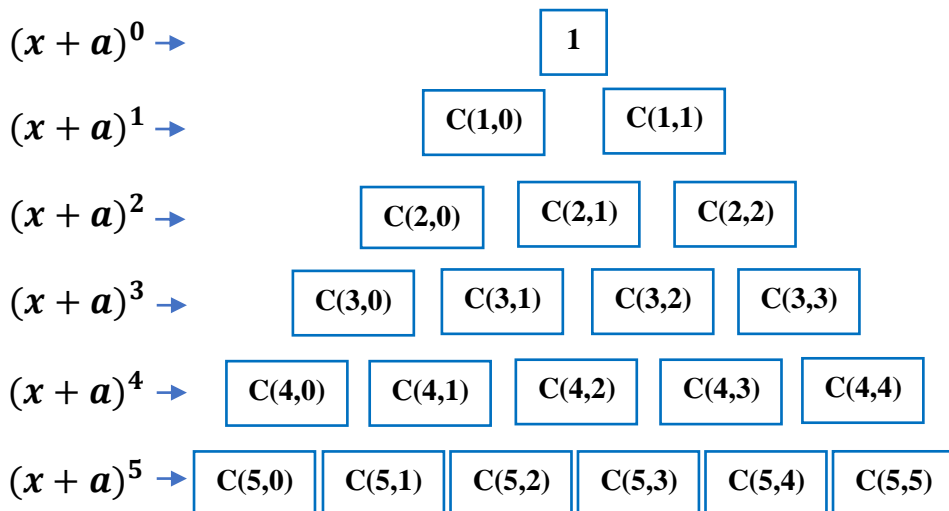 (x + a)^0 → 1
(x + a)^1 → C(1,0) C(1,1)
(x + a)^2 → C(2,0) C(2,1) C(2,2)
(x + a)^3 → C(3,0) C(3,1) C(3,2) C(3,3)
(x + a)^4 → C(4,0) C(4,1) C(4,2) C(4,3) C(4,4)
(x + a)^5 → C(5,0) C(5,1) C(5,2) C(5,3) C(5,4) C(5,5)